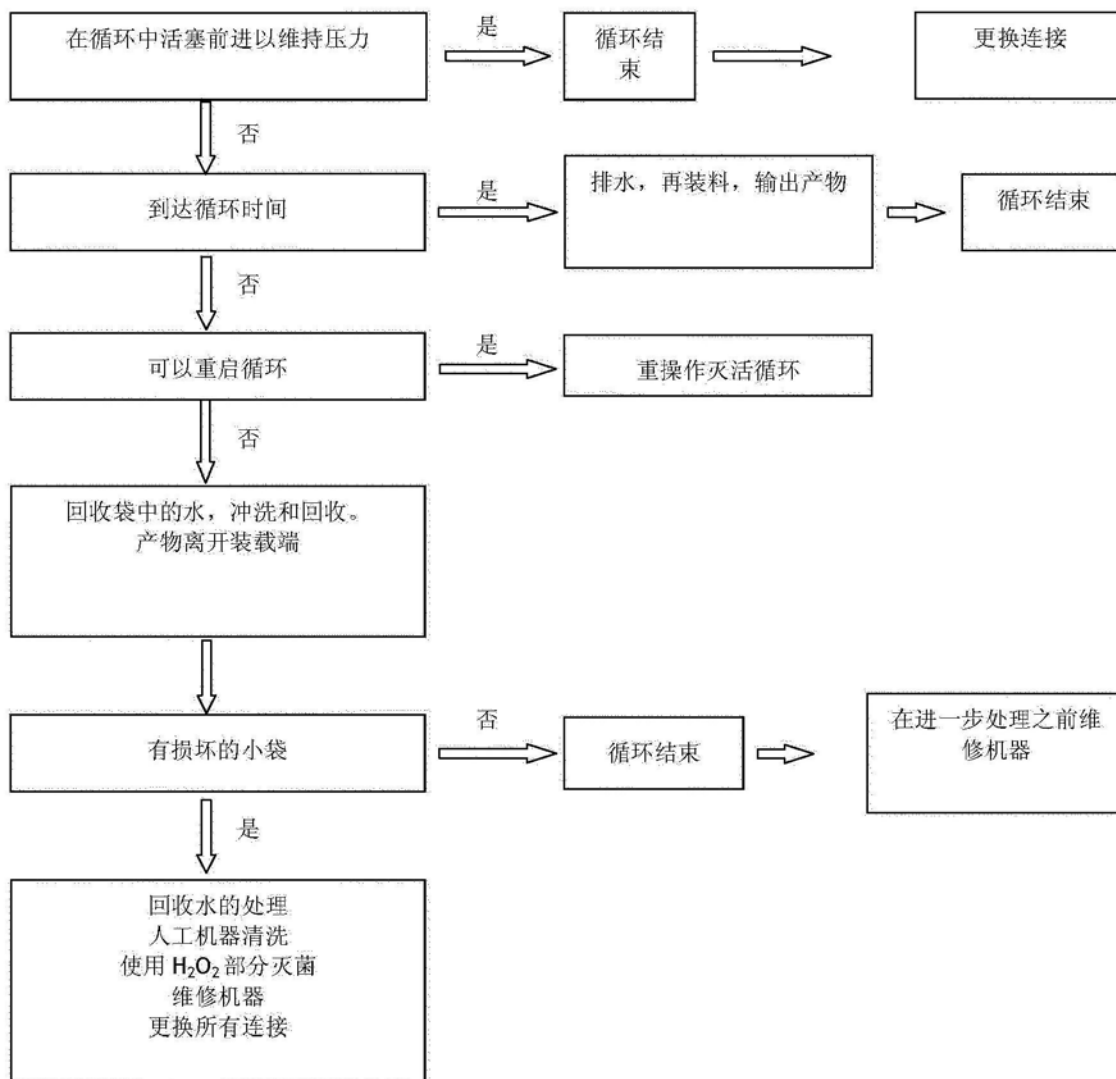 在循环中活塞前进以维持压力
是
循环结
束
更换连接
否
到达循环时间
是
排水，再装料，输出产物
循环结束
否
可以重启循环
是
重操作灭活循环
否
回收袋中的水，冲洗和回收。
产物离开装载端
有损坏的小袋
否
循环结束
在进一步处理之前维
修机器
是
回收水的处理
人工机器清洗
使用 H₂O₂ 部分灭菌
维修机器
更换所有连接